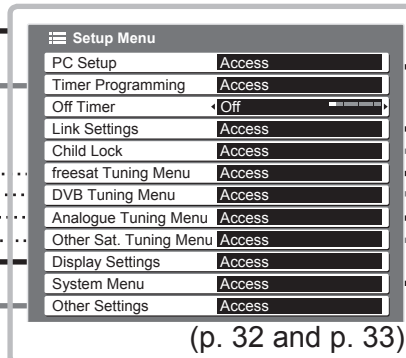 Setup Menu
PC Setup Access
Timer Programming Access
Off Timer Off
Link Settings Access
Child Lock Access
freesat Tuning Menu Access
DVB Tuning Menu Access
Analogue Tuning Menu Access
Other Sat. Tuning Menu Access
Display Settings Access
System Menu Access
Other Settings Access
(p. 32 and p. 33)